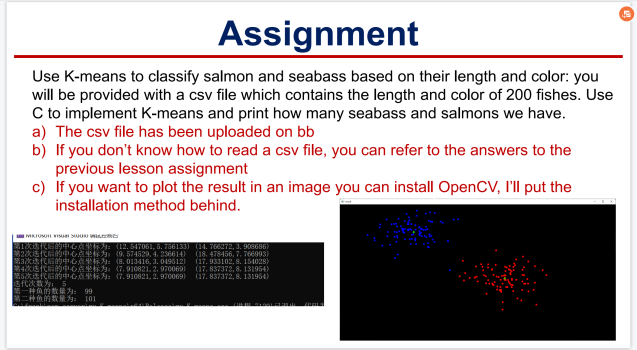 Assignment
Use K-means to classify salmon and seabass based on their length and color: you
will be provided with a csv file which contains the length and color of 200 fishes. Use
C to implement K-means and print how many seabass and salmons we have.
a) The csv file has been uploaded on bb
b) If you don’t know how to read a csv file, you can refer to the answers to the
previous lesson assignment
c) If you want to plot the result in an image you can install OpenCV, I’ll put the
installation method behind.
Microsoft Visual Studio
第1次迭代后的中心点坐标为: (12.547061,5.756133) (14.766272,3.908686)
第2次迭代后的中心点坐标为: (9.574529,4.236614) (18.478456,7.766993)
第3次迭代后的中心点坐标为: (8.013416,3.049512) (17.933102,8.154028)
第4次迭代后的中心点坐标为: (7.910821,2.970069) (17.837372,8.131954)
第5次迭代后的中心点坐标为: (7.910821,2.970069) (17.837372,8.131954)
迭代次数为: 5
第一种鱼的数量为: 99
第二种鱼的数量为: 101